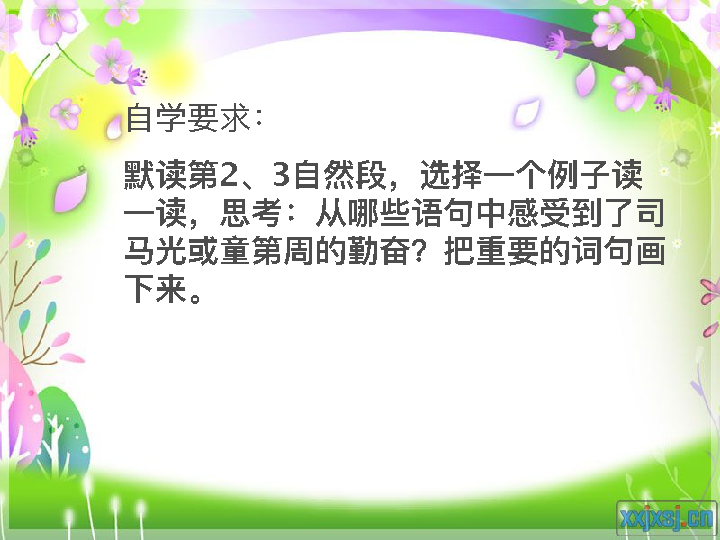 自学要求：
默读第2、3自然段，选择一个例子读
一读，思考：从哪些语句中感受到了司
马光或童第周的勤奋？把重要的词句画
下来。
xxjxsj.cn